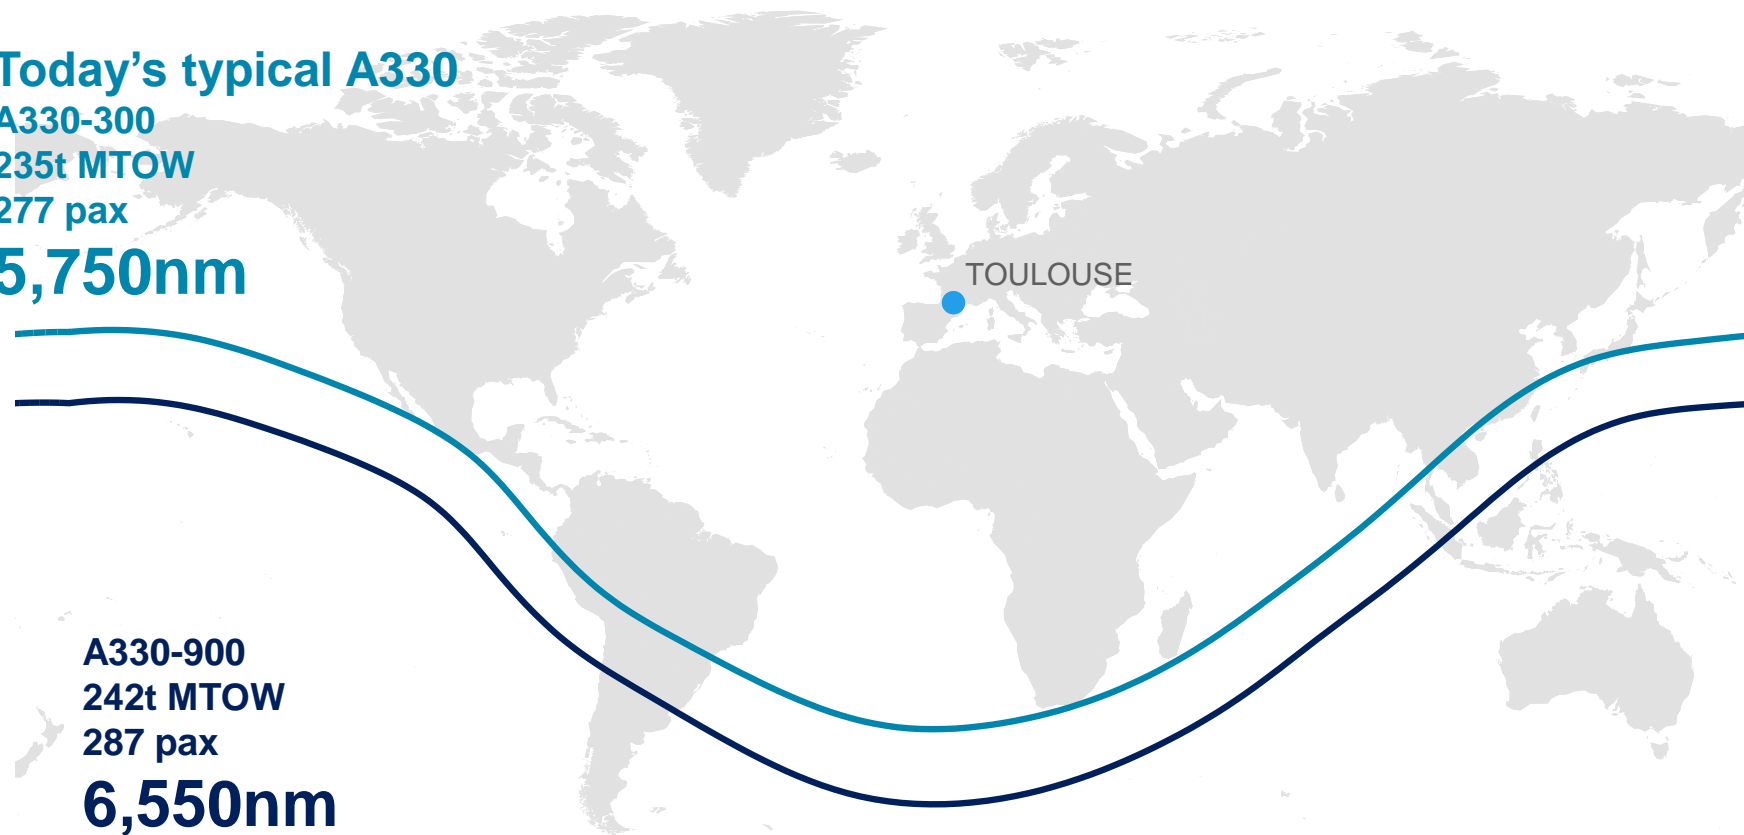 Today's typical A330
A330-300
235t MTOW
277 pax
5,750nm
TOULOUSE
A330-900
242t MTOW
287 pax
6,550nm